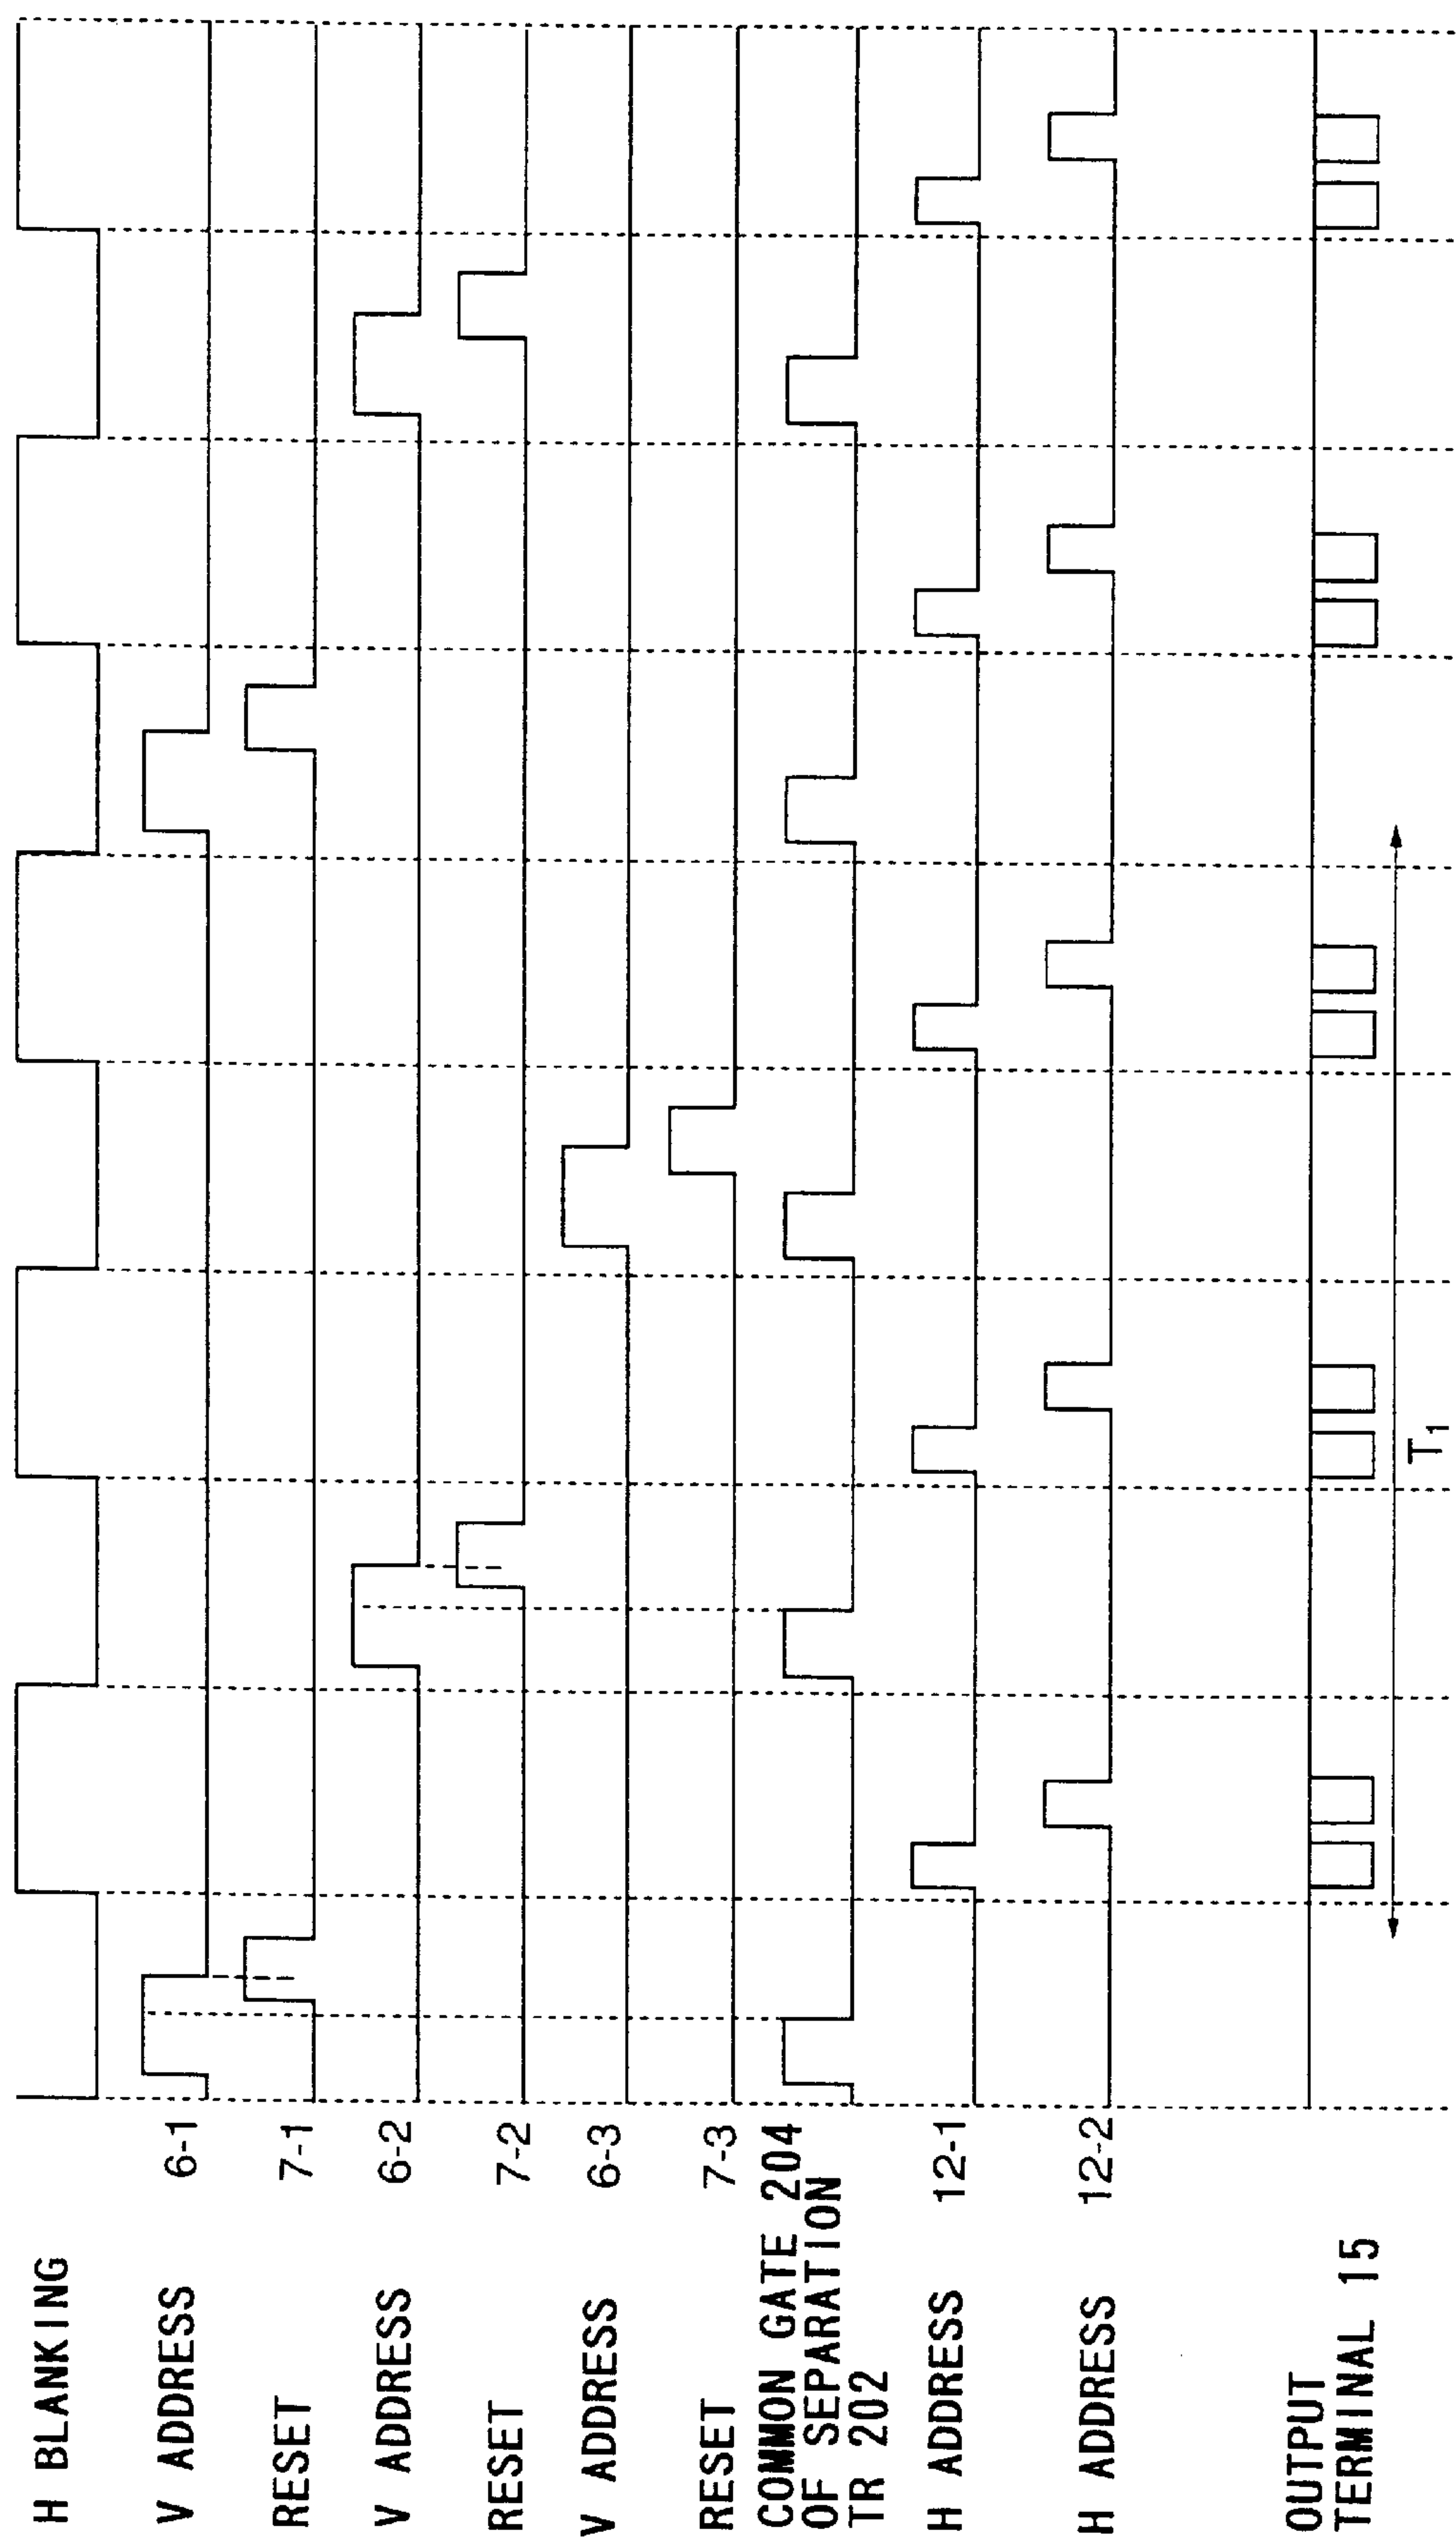 H BLANKING
V ADDRESS 6-1
RESET 7-1
V ADDRESS 6-2
RESET 7-2
V ADDRESS 6-3
RESET 7-3
COMMON GATE 204
OF SEPARATION
TR 202
H ADDRESS 12-1
H ADDRESS 12-2
OUTPUT
TERMINAL 15
T1